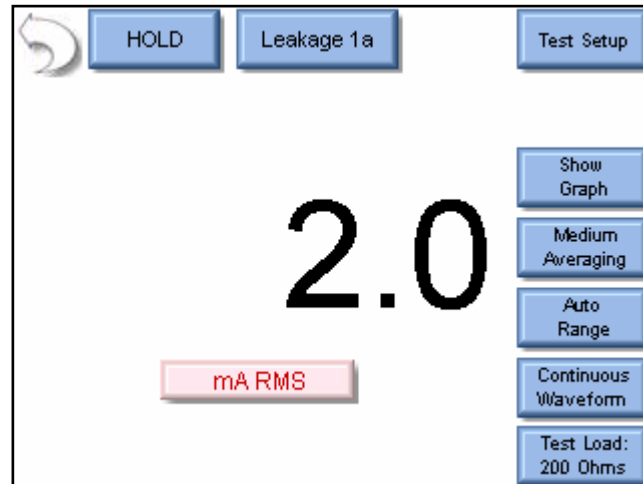 HOLD
Leakage 1a
Test Setup
Show
Graph
Medium
Averaging
2.0
Auto
Range
mA RMS
Continuous
Waveform
Test Load:
200 Ohms